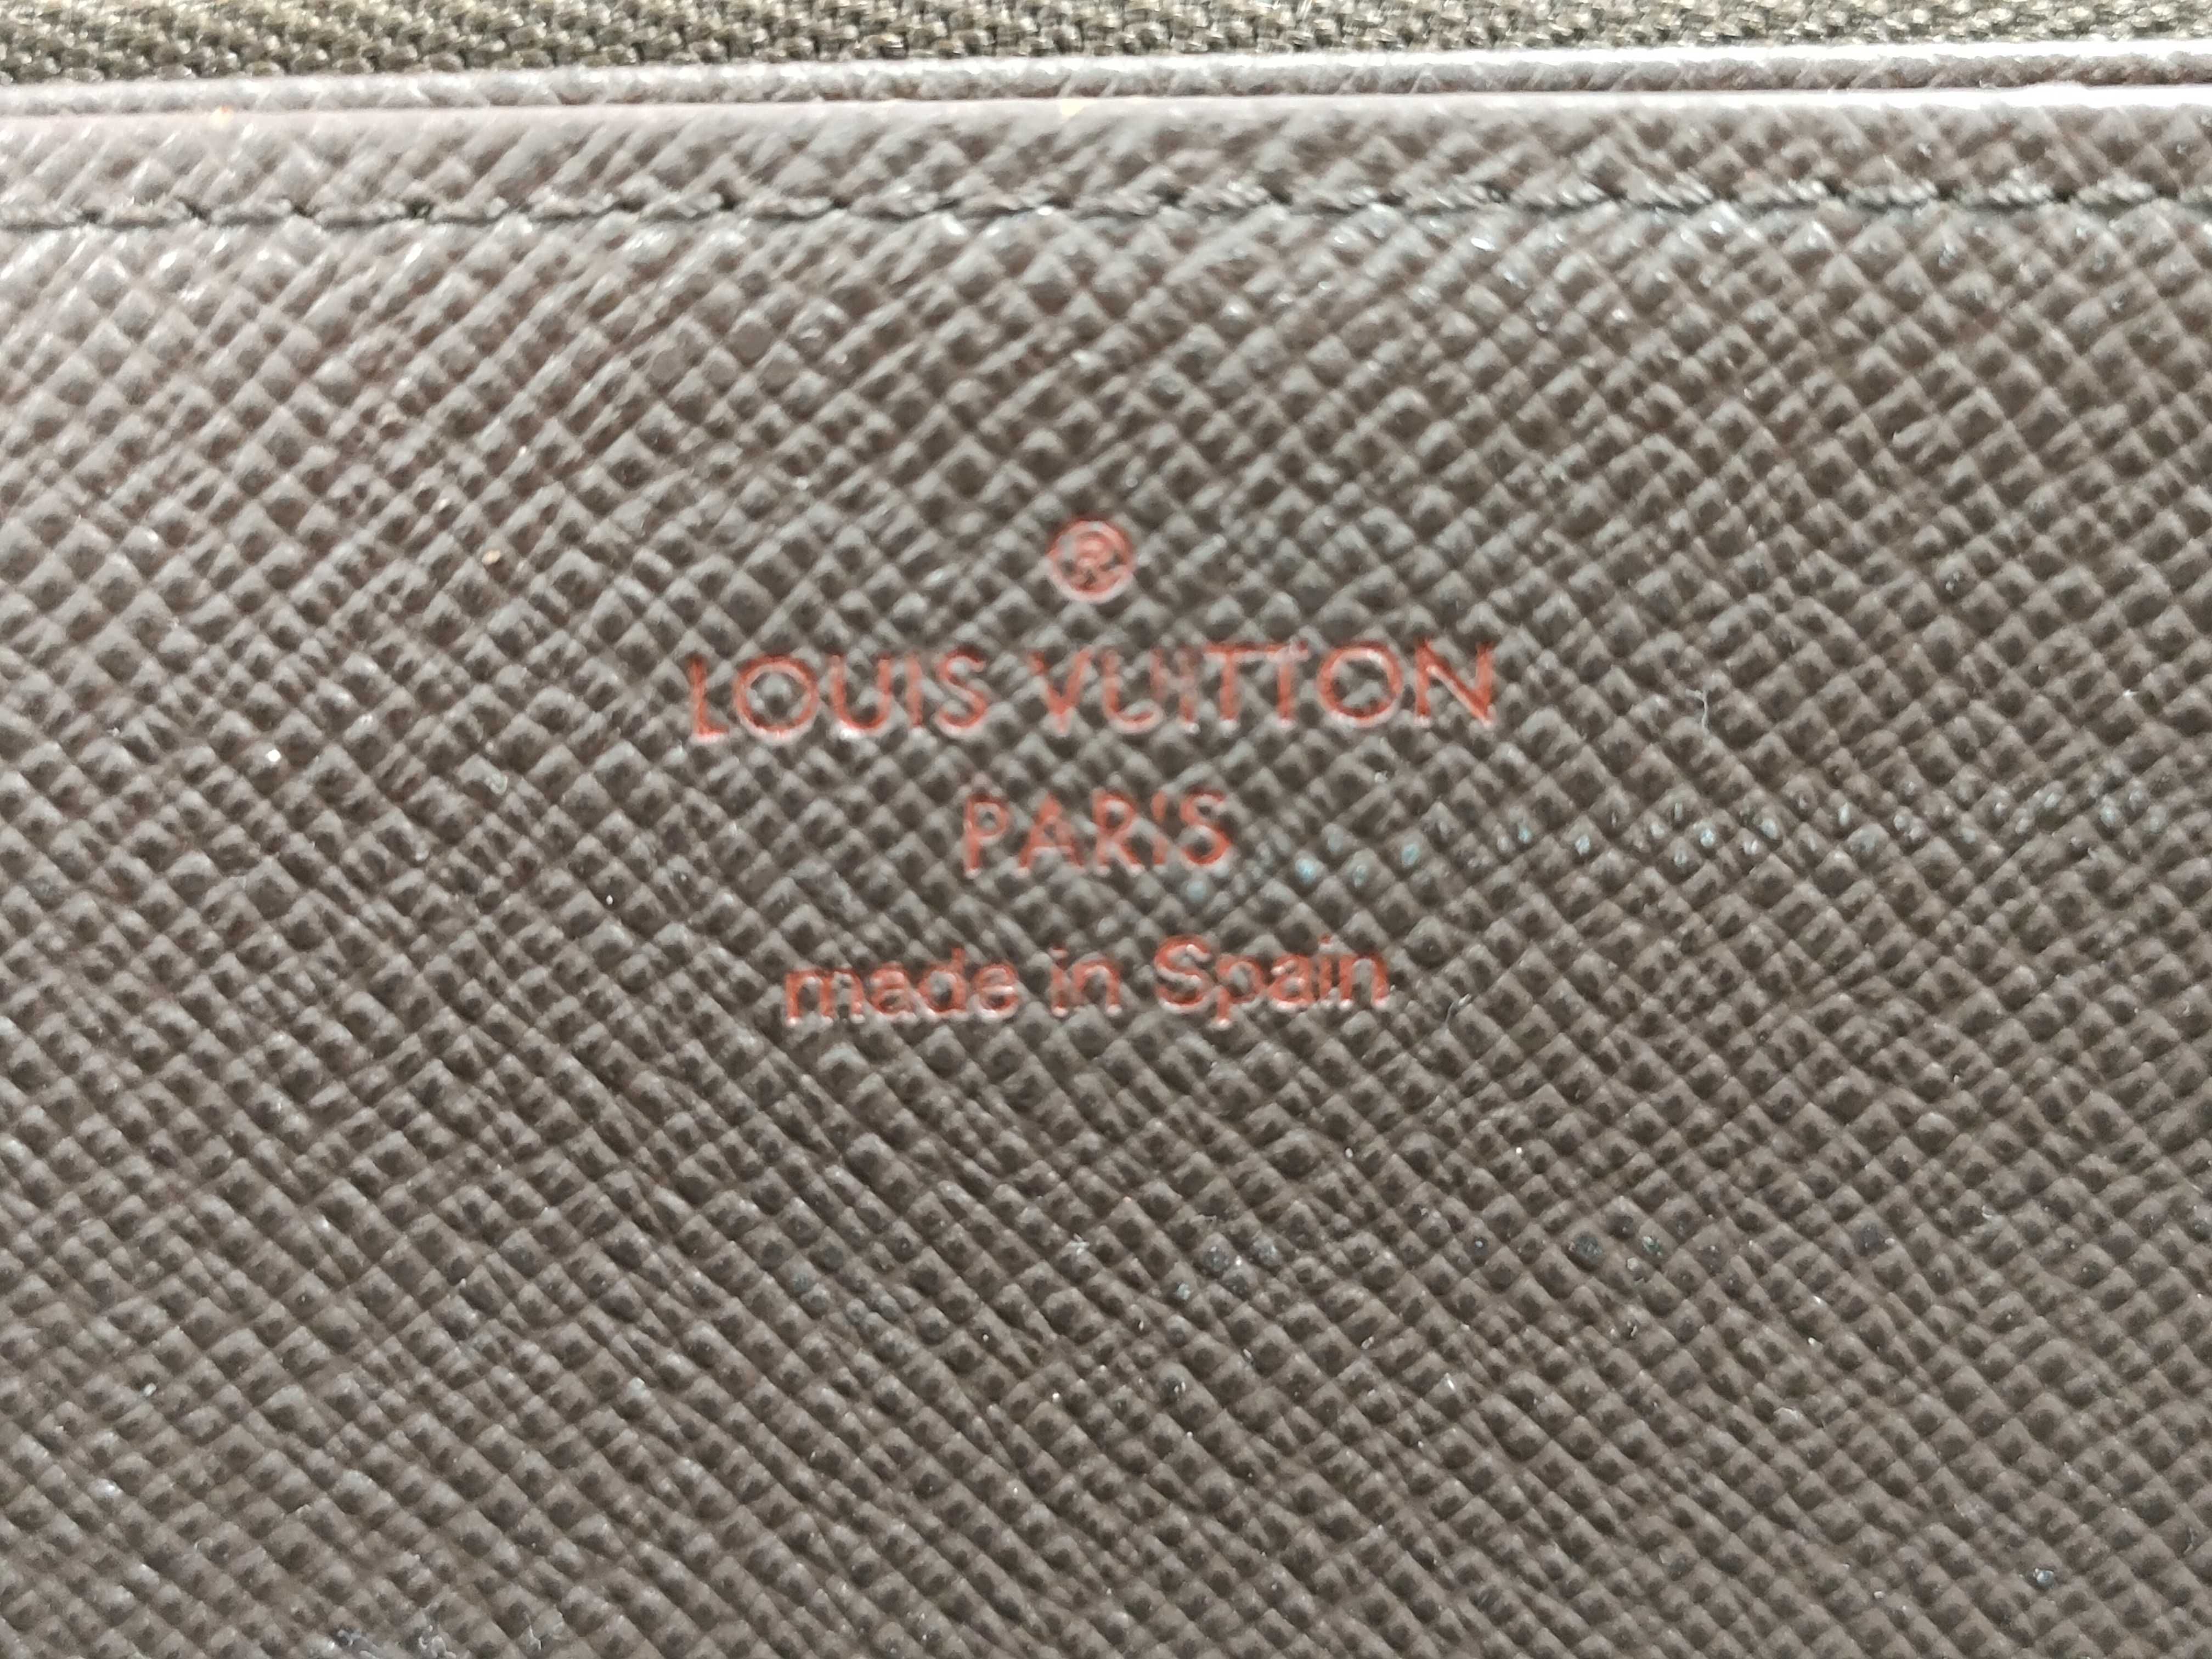 ®
LOUIS VUITTON
PARIS
made in Spain